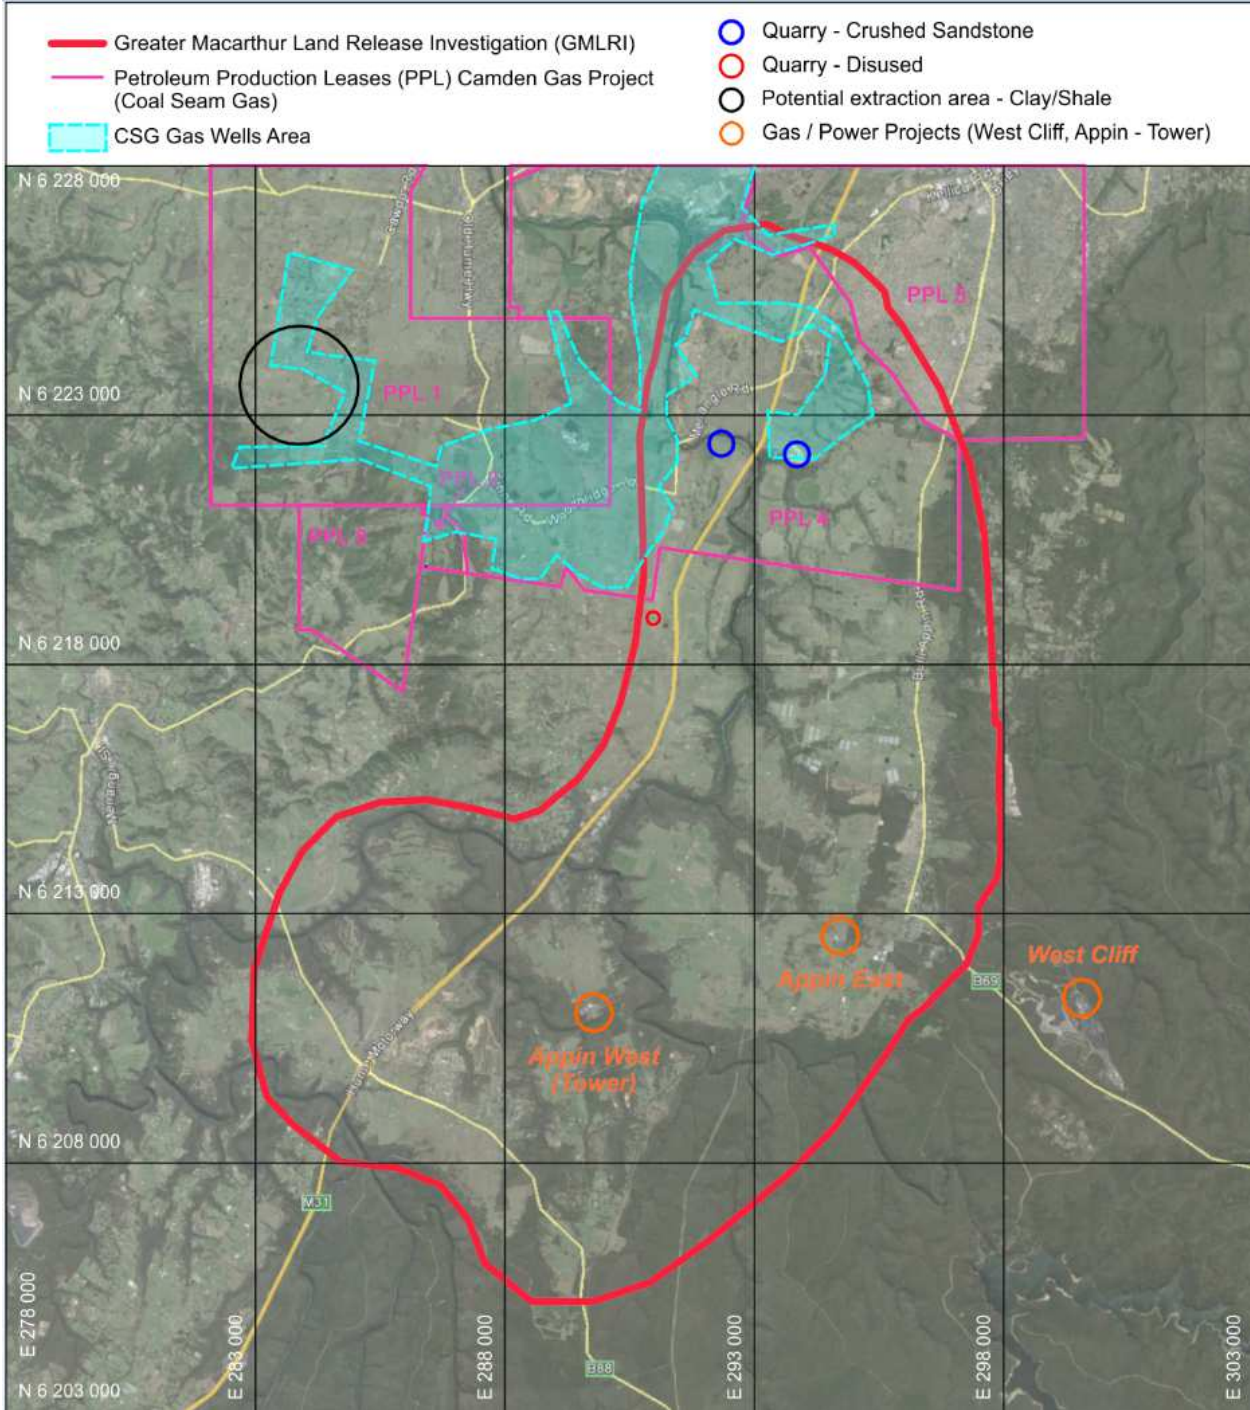 Greater Macarthur Land Release Investigation (GMLRI)
Petroleum Production Leases (PPL) Camden Gas Project
(Coal Seam Gas)
CSG Gas Wells Area
Quarry - Crushed Sandstone
Quarry - Disused
Potential extraction area - Clay/Shale
Gas / Power Projects (West Cliff, Appin - Tower)
N 6 228 000
PPL 5
N 6 223 000
PPL 1
Menangle Rd
PPL 4
N 6 218 000
N 6 213 000
Appin East
West Cliff
B69
Appin West
(Tower)
Hume Motorway
N 6 208 000
M31
B88
E 278 000
E 283 000
E 288 000
E 293 000
E 298 000
E 303 000
N 6 203 000